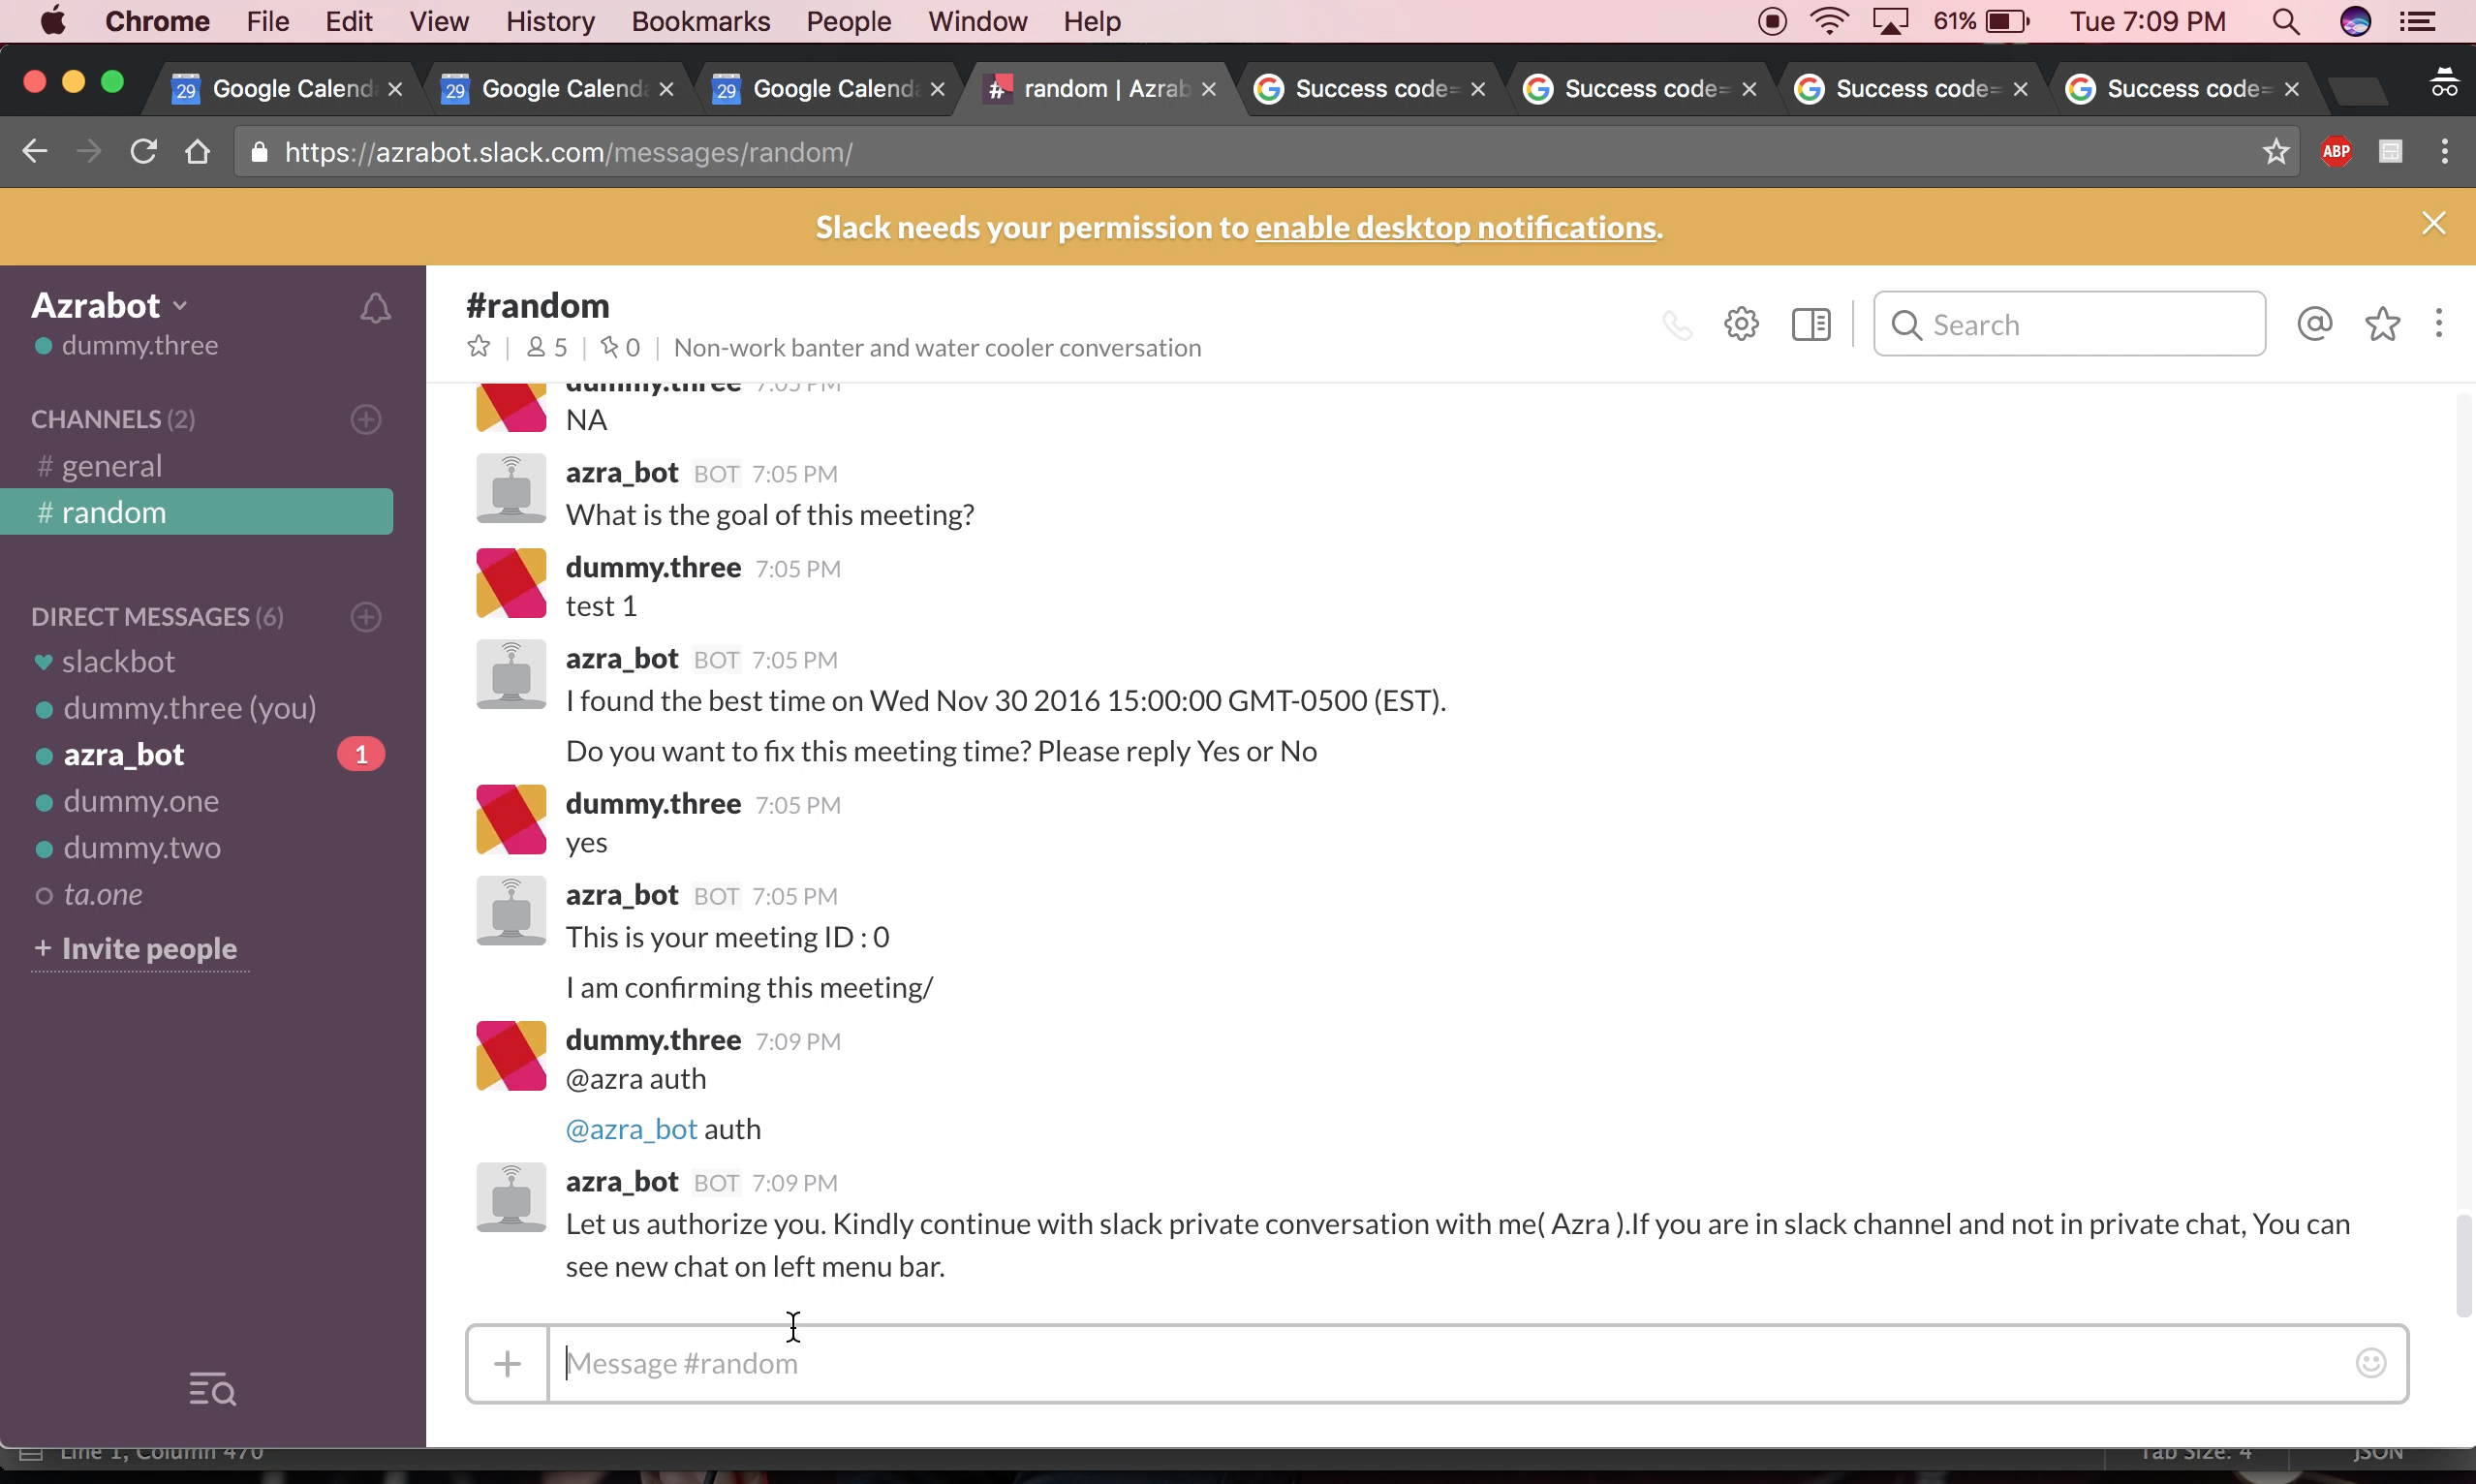 Chrome File Edit View History Bookmarks People Window Help 61% Tue 7:09 PM
29 Google Calend 29 Google Calend 29 Google Calend # random | Azrab Success code= Success code= Success code= Success code=
https://azrabot.slack.com/messages/random/ ABP
Slack needs your permission to enable desktop notifications.
Azrabot
dummy.three
CHANNELS (2)
# general
# random
DIRECT MESSAGES (6)
slackbot
dummy.three (you)
azra_bot 1
dummy.one
dummy.two
ta.one
+ Invite people
#random
5 0 Non-work banter and water cooler conversation
Search
dummy.three 7:05 PM
NA
azra_bot BOT 7:05 PM
What is the goal of this meeting?
dummy.three 7:05 PM
test 1
azra_bot BOT 7:05 PM
I found the best time on Wed Nov 30 2016 15:00:00 GMT-0500 (EST).
Do you want to fix this meeting time? Please reply Yes or No
dummy.three 7:05 PM
yes
azra_bot BOT 7:05 PM
This is your meeting ID : 0
I am confirming this meeting/
dummy.three 7:09 PM
@azra auth
@azra_bot auth
azra_bot BOT 7:09 PM
Let us authorize you. Kindly continue with slack private conversation with me( Azra ).If you are in slack channel and not in private chat, You can
see new chat on left menu bar.
Message #random
Line 1, Column 470 Tab Size: 4 JSON